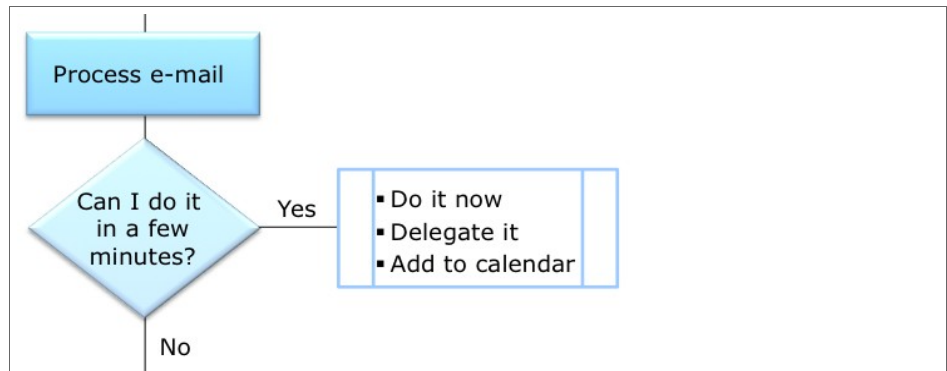 Process e-mail
Can I do it
in a few
minutes?
Yes
▪ Do it now
▪ Delegate it
▪ Add to calendar
No